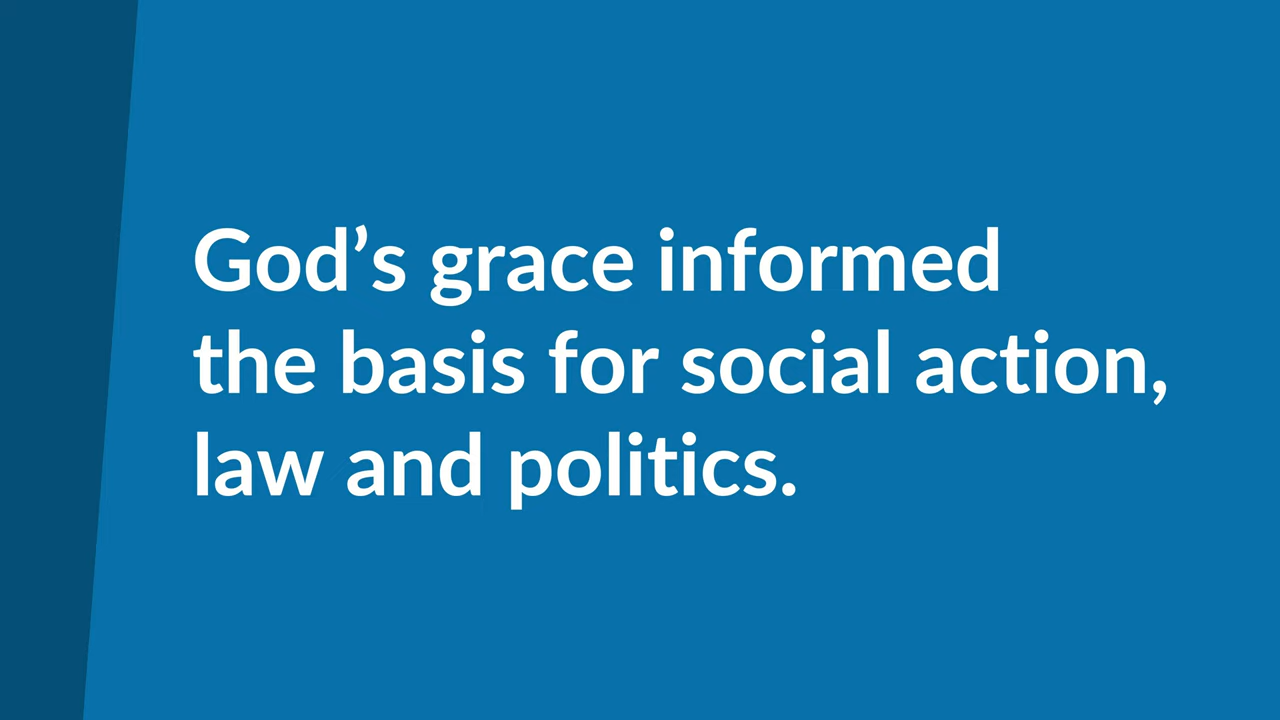 God’s grace informed
the basis for social action,
law and politics.